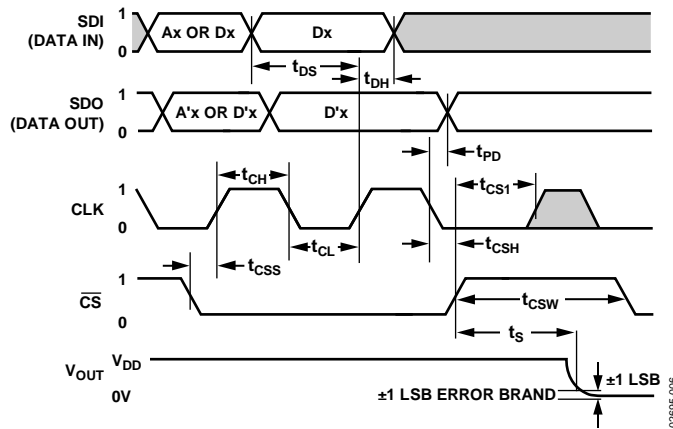 SDI
(DATA IN)
1
0
Ax OR Dx
Dx
tDS
tDH
SDO
(DATA OUT)
1
0
A'x OR D'x
D'x
tPD
CLK
1
0
tCH
tCL
tCS1
tCSH
tCSS
CS
1
0
tCSW
tS
VOUT
VDD
0V
±1 LSB
±1 LSB ERROR BRAND
02695-006